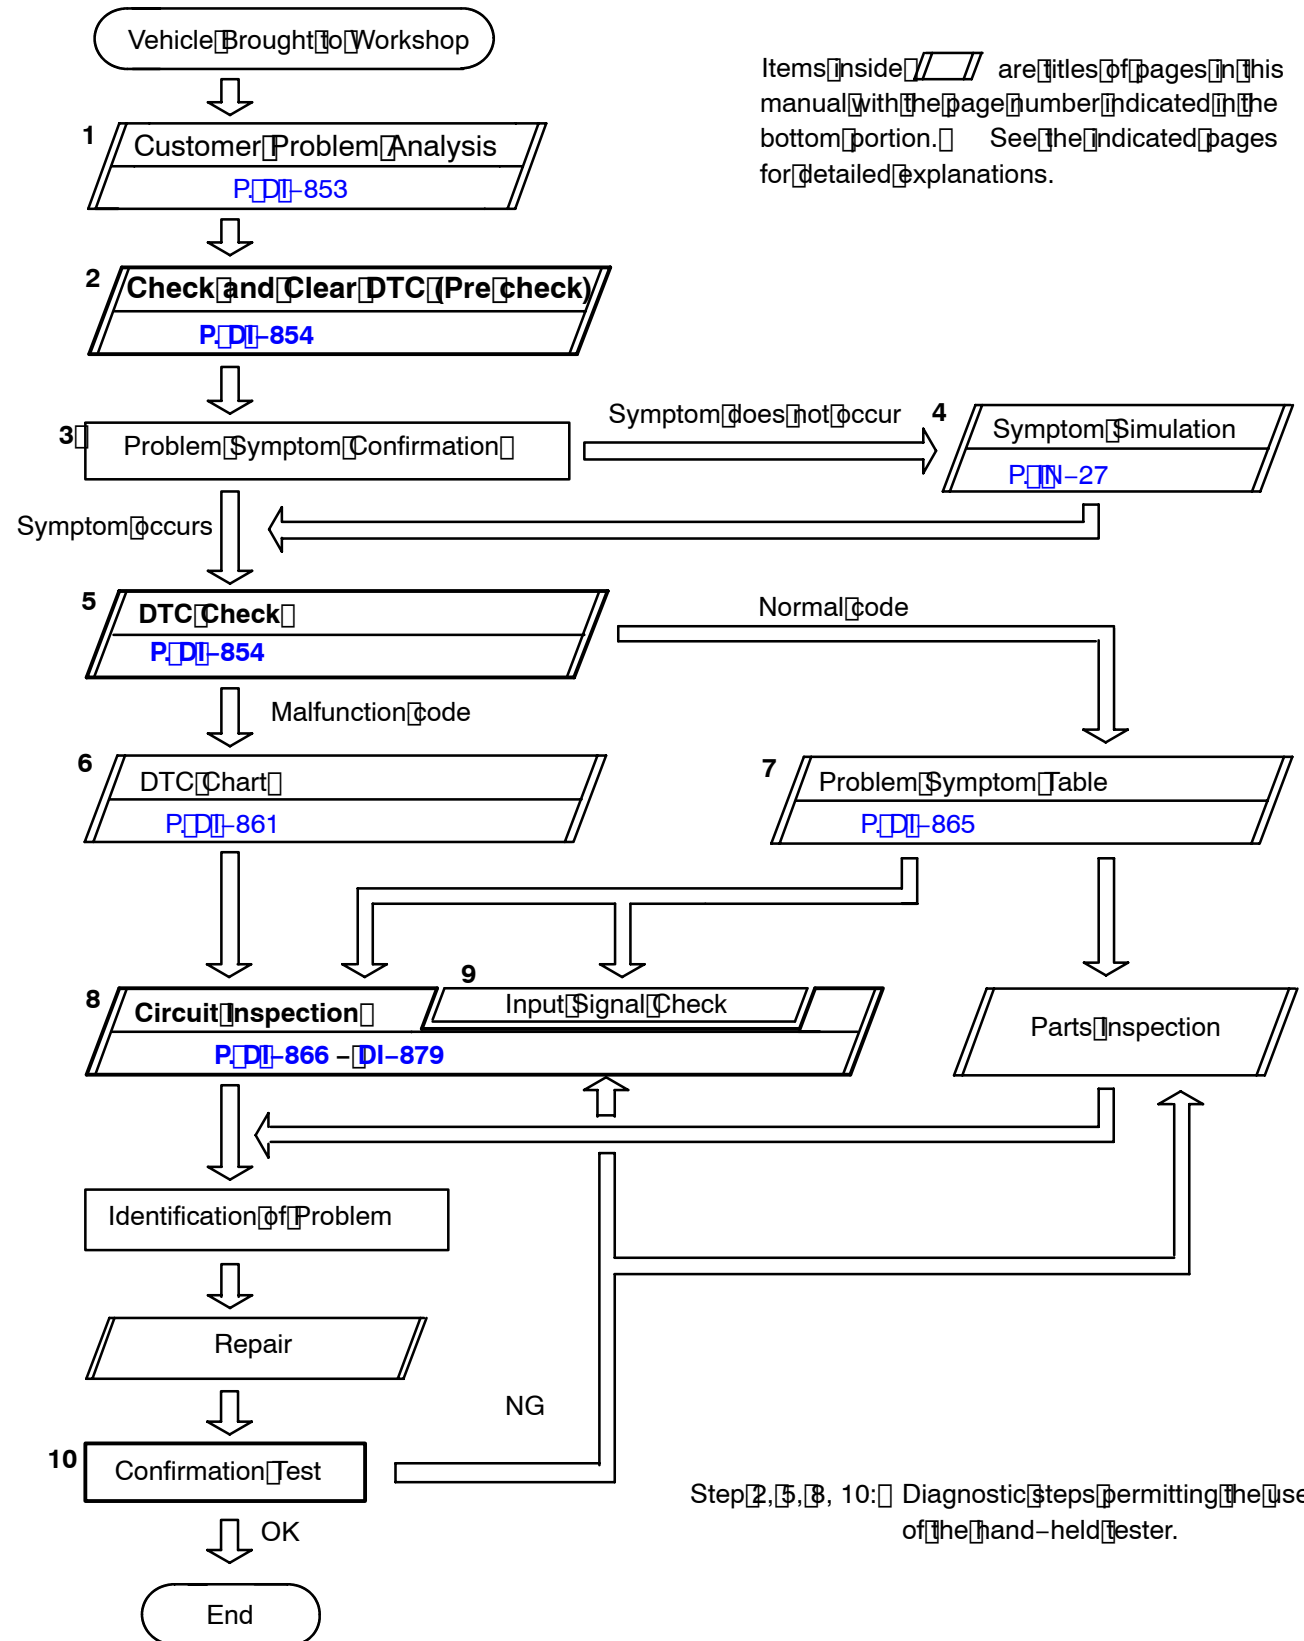 Vehicle Brought to Workshop
Items inside are titles of pages in this
manual with the page number indicated in the
bottom portion. See the indicated pages
for detailed explanations.
1
Customer Problem Analysis
P. DI–853
2
Check and Clear DTC (Pre check)
P. DI–854
3
Problem Symptom Confirmation
Symptom does not occur
4
Symptom Simulation
P. IN–27
Symptom occurs
5
DTC Check
P. DI–854
Normal code
Malfunction code
6
DTC Chart
P. DI–861
7
Problem Symptom Table
P. DI–865
8
Circuit Inspection
9
Input Signal Check
P. DI–866 – DI–879
Parts Inspection
Identification of Problem
Repair
NG
10
Confirmation Test
Step 2, 5, 8, 10: Diagnostic steps permitting the use
of the hand–held tester.
OK
End